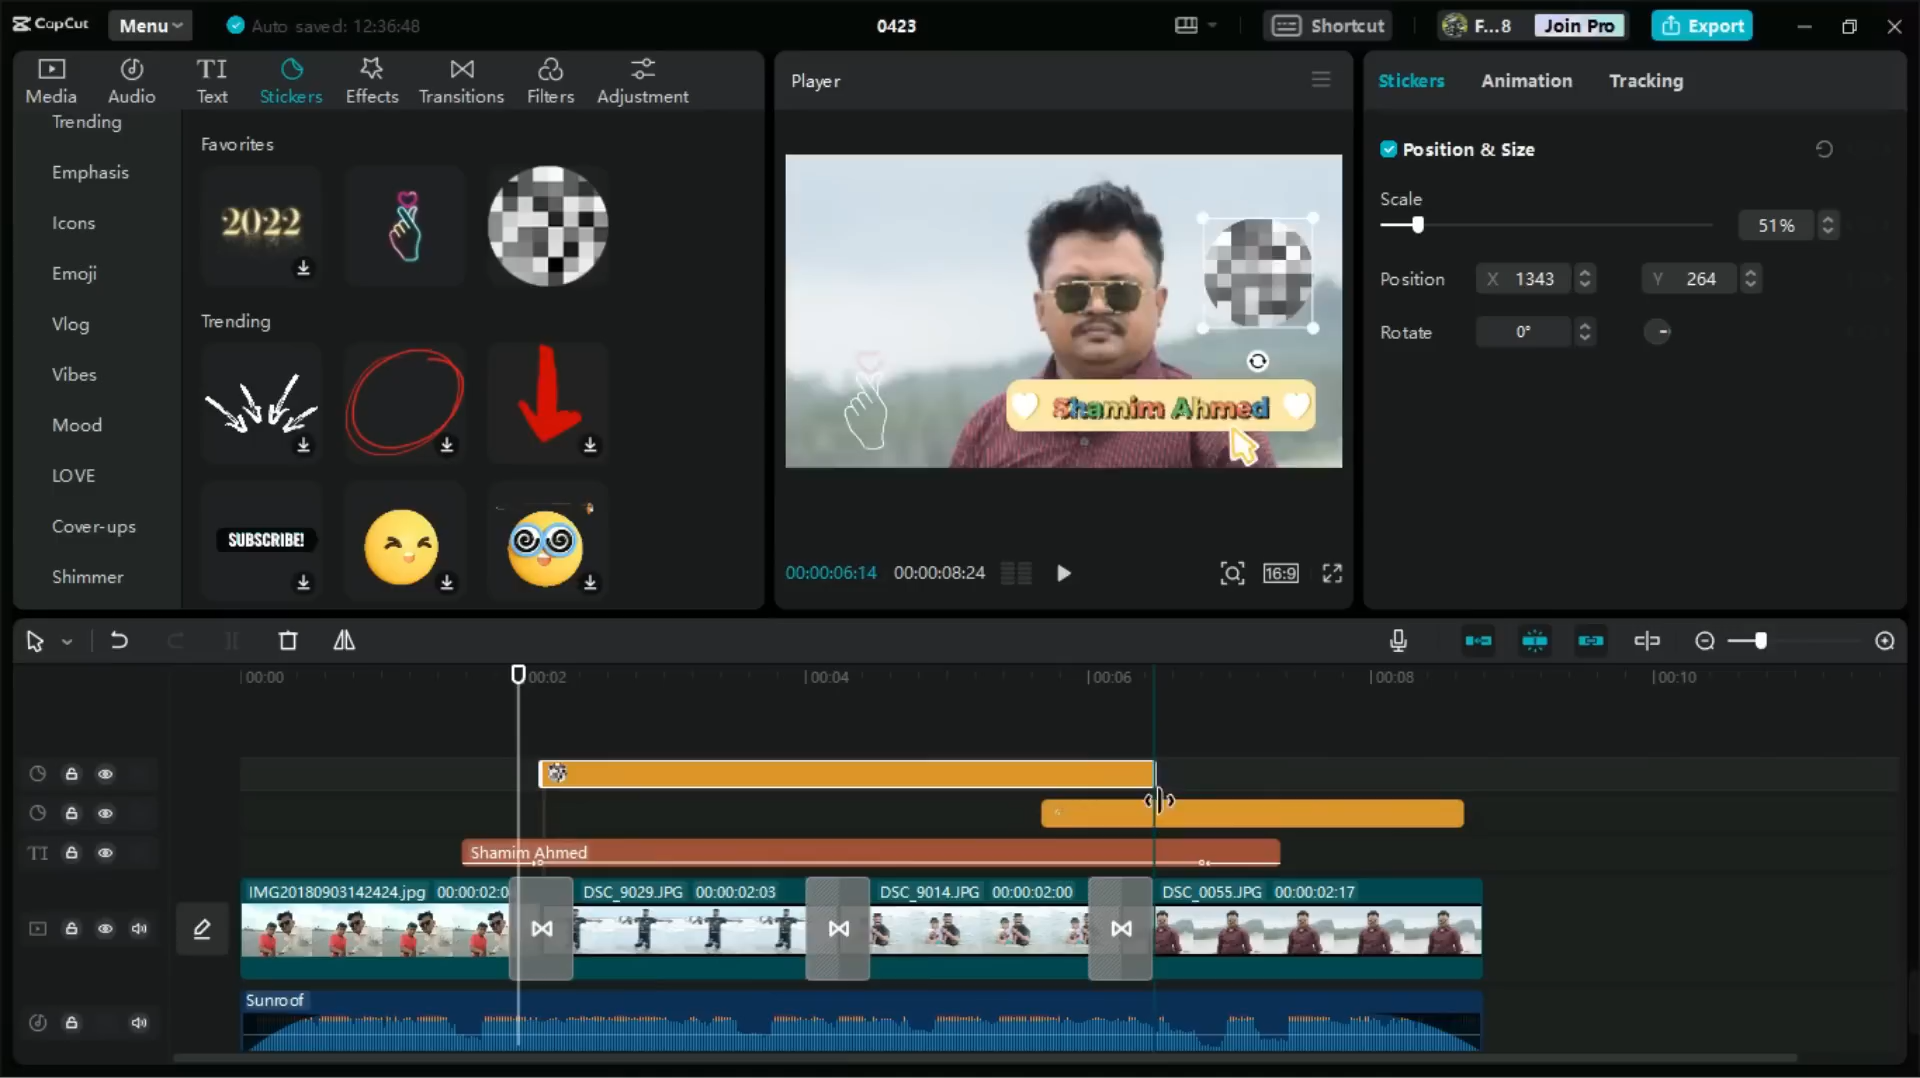 CapCut
Menu
Auto saved: 12:36:48
0423
Shortcut
F...8
Join Pro
Export
Media
Audio
TI
Text
Stickers
Effects
Transitions
Filters
Adjustment
Trending
Emphasis
Icons
Emoji
Vlog
Vibes
Mood
LOVE
Cover-ups
Shimmer
Favorites
2022
Trending
SUBSCRIBE!
Player
Shamim Ahmed
00:00:06:14
00:00:08:24
16:9
Stickers
Animation
Tracking
Position & Size
Scale
51%
Position
X 1343
Y 264
Rotate
0°
00:00
00:02
00:04
00:06
00:08
00:10
TI
Shamim Ahmed
IMG20180903142424.jpg 00:00:02:0
DSC_9029.JPG 00:00:02:03
DSC_9014.JPG 00:00:02:00
DSC_0055.JPG 00:00:02:17
Sunroof